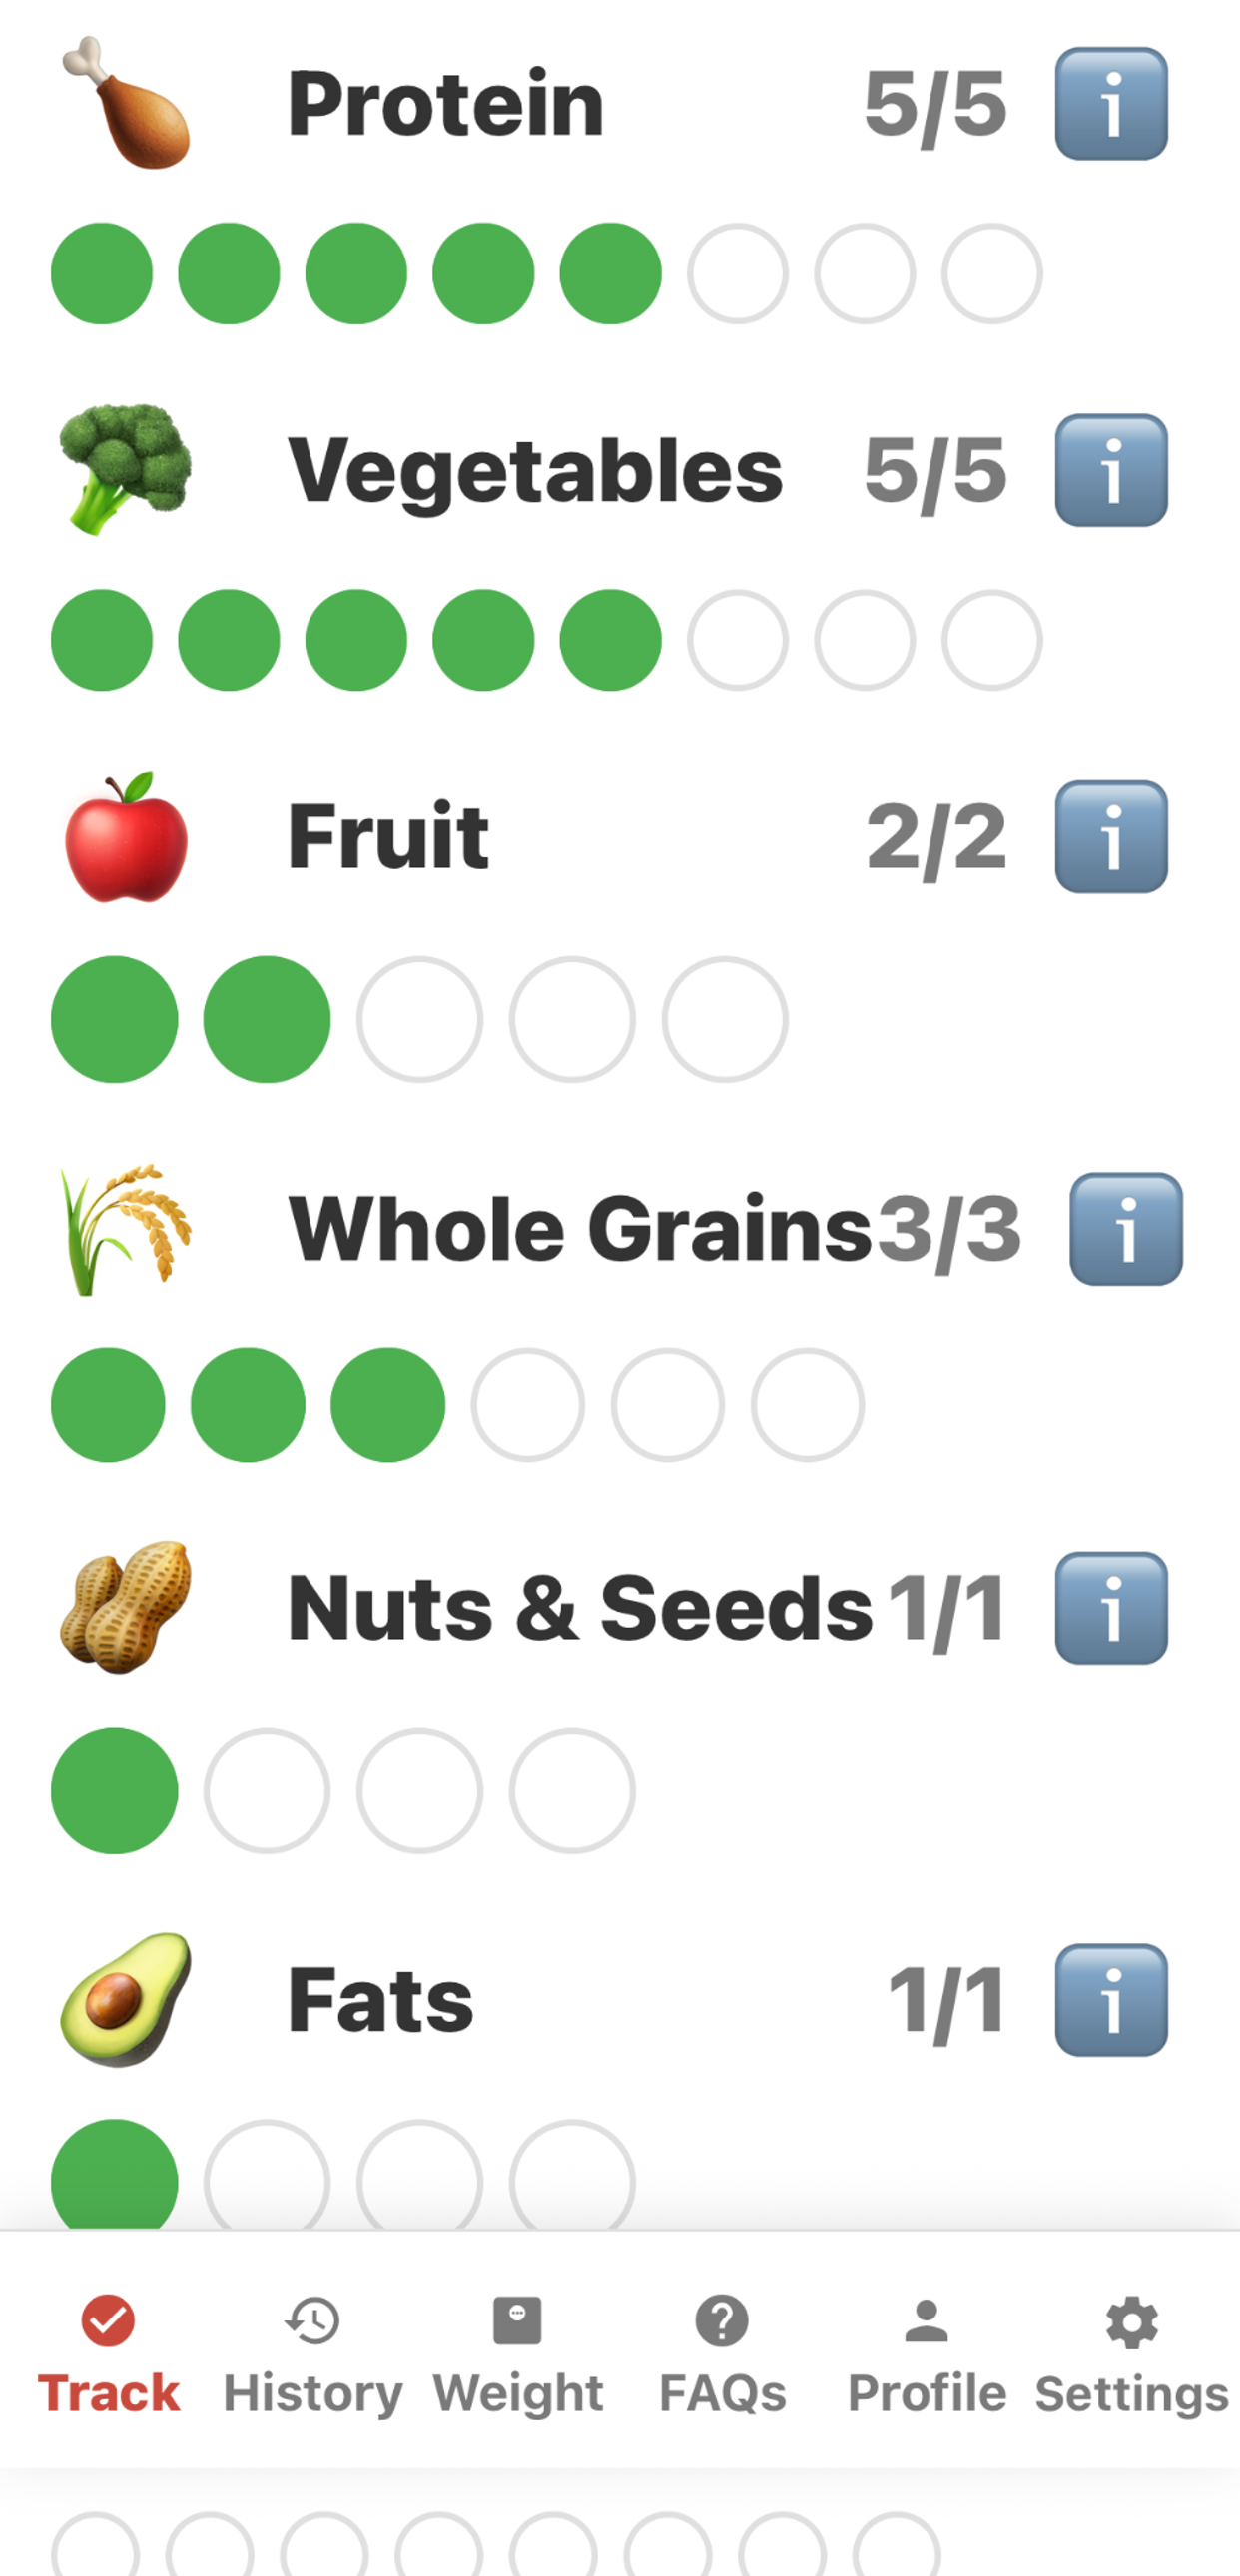 Protein 5/5 i
Vegetables 5/5 i
Fruit 2/2 i
Whole Grains 3/3 i
Nuts & Seeds 1/1 i
Fats 1/1 i
Track History Weight FAQs Profile Settings